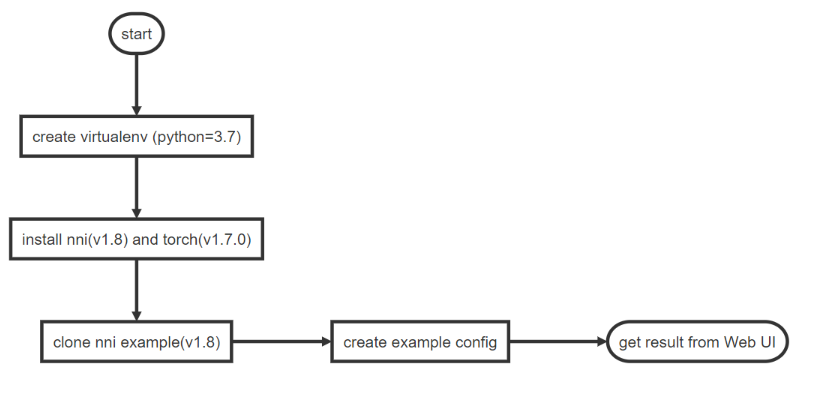 start
create virtualenv (python=3.7)
install nni(v1.8) and torch(v1.7.0)
clone nni example(v1.8)
create example config
get result from Web UI